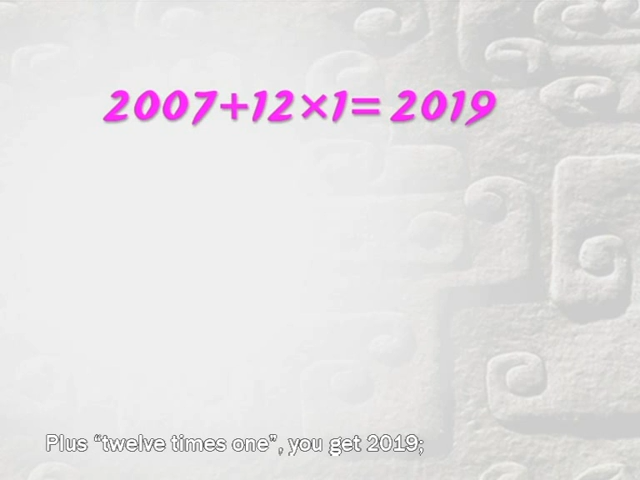 2007+12×1= 2019
Plus “twelve times one”, you get 2019;